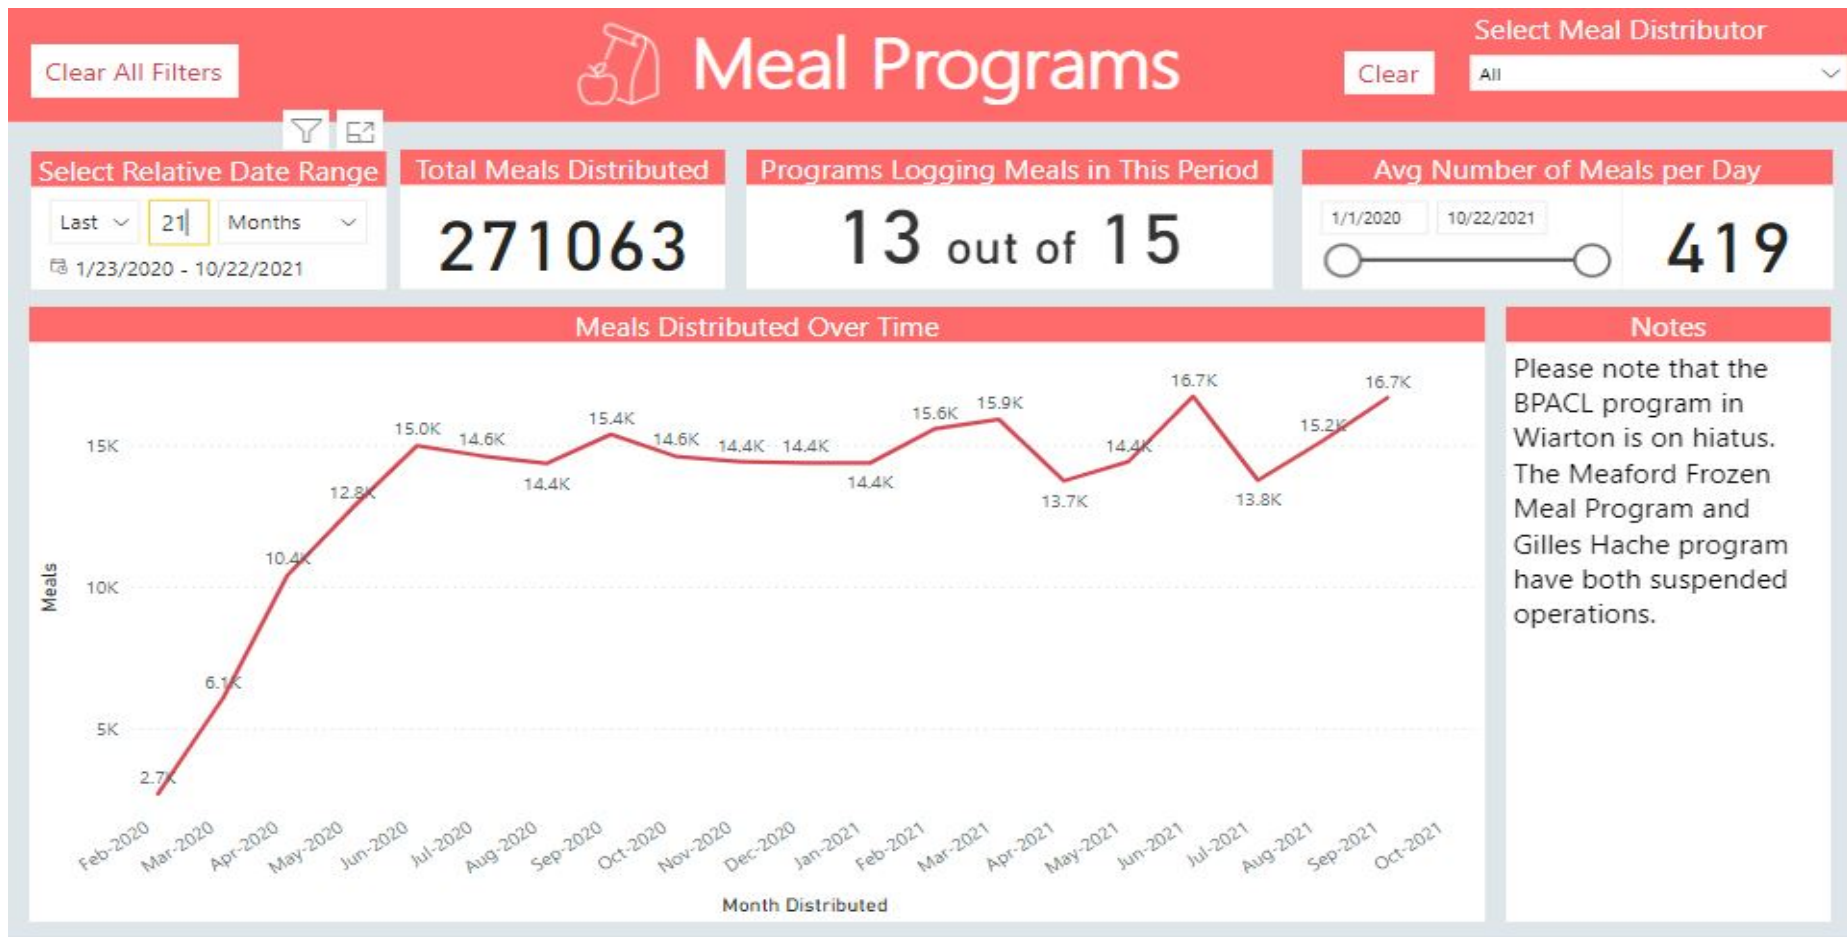 Clear All Filters
Meal Programs
Select Meal Distributor
Clear
All
Select Relative Date Range
Last
21
Months
1/23/2020 - 10/22/2021
Total Meals Distributed
271063
Programs Logging Meals in This Period
13 out of 15
Avg Number of Meals per Day
1/1/2020
10/22/2021
419
Meals Distributed Over Time
Meals
15K
10K
5K
2.7K
6.1K
10.4K
12.8K
15.0K
14.6K
14.4K
15.4K
14.6K
14.4K
14.4K
14.4K
15.6K
15.9K
13.7K
14.4K
16.7K
13.8K
15.2K
16.7K
Feb-2020
Mar-2020
Apr-2020
May-2020
Jun-2020
Jul-2020
Aug-2020
Sep-2020
Oct-2020
Nov-2020
Dec-2020
Jan-2021
Feb-2021
Mar-2021
Apr-2021
May-2021
Jun-2021
Jul-2021
Aug-2021
Sep-2021
Oct-2021
Month Distributed
Notes
Please note that the
BPACL program in
Wiarton is on hiatus.
The Meaford Frozen
Meal Program and
Gilles Hache program
have both suspended
operations.